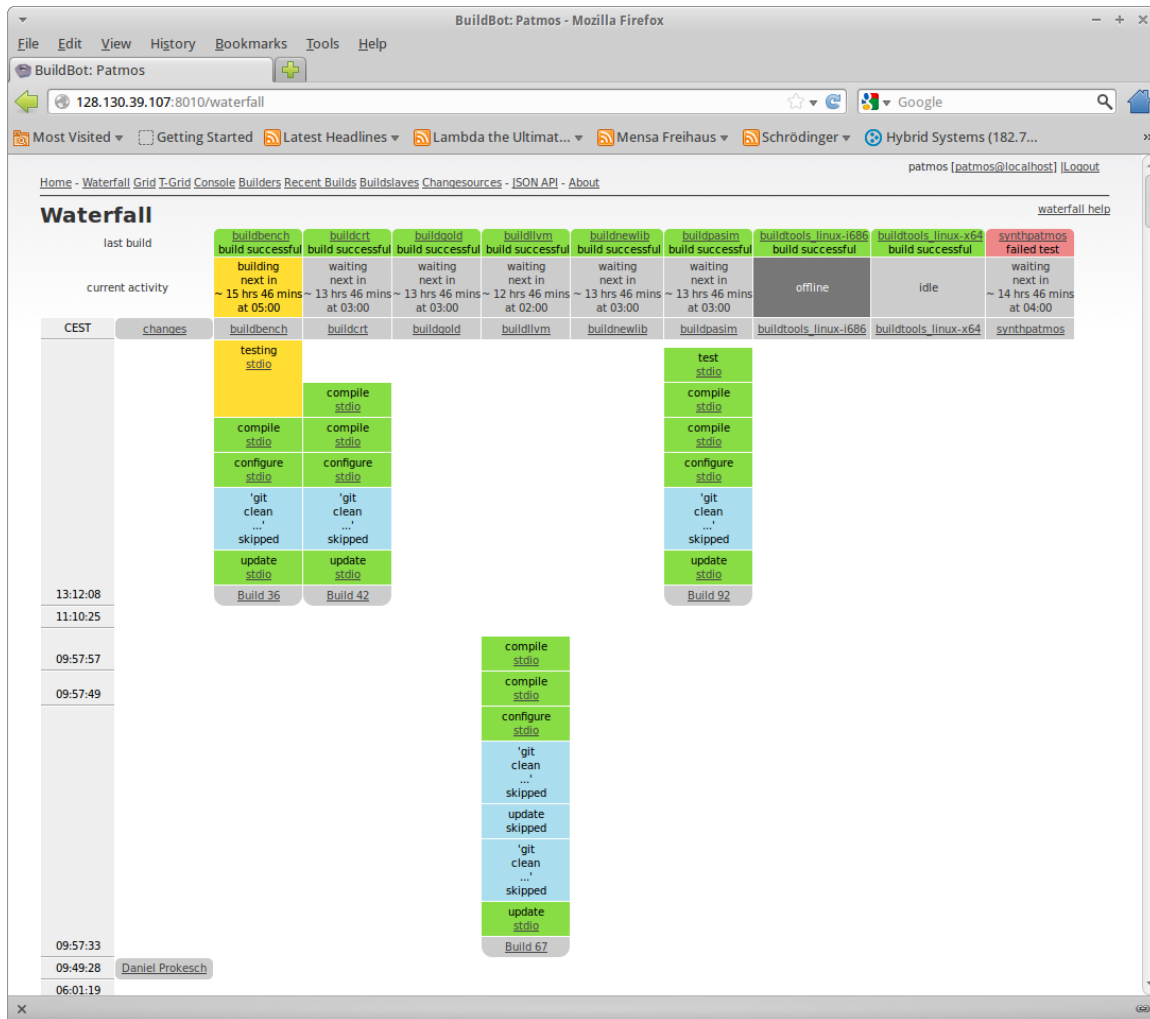 BuildBot: Patmos - Mozilla Firefox
File Edit View History Bookmarks Tools Help
BuildBot: Patmos
128.130.39.107:8010/waterfall
Google
Most Visited Getting Started Latest Headlines Lambda the Ultimat... Mensa Freihaus Schrödinger Hybrid Systems (182.7...
patmos [patmos@localhost] |Logout
Home - Waterfall Grid T-Grid Console Builders Recent Builds Buildslaves Changesources - JSON API - About
Waterfall
waterfall help
last build
buildbench buildcrt buildgold buildllvm buildnewlib buildpasim buildtools_linux-i686 buildtools_linux-x64 synthpatmos
build successful build successful build successful build successful build successful build successful build successful build successful failed test
current activity
building waiting waiting waiting waiting waiting waiting
next in next in next in next in next in next in next in
~ 15 hrs 46 mins ~ 13 hrs 46 mins ~ 13 hrs 46 mins ~ 12 hrs 46 mins ~ 13 hrs 46 mins ~ 13 hrs 46 mins offline idle ~ 14 hrs 46 mins
at 05:00 at 03:00 at 03:00 at 02:00 at 03:00 at 03:00 at 04:00
CEST changes buildbench buildcrt buildgold buildllvm buildnewlib buildpasim buildtools_linux-i686 buildtools_linux-x64 synthpatmos
testing
stdio
test
stdio
compile compile
stdio stdio
compile compile compile
stdio stdio stdio
configure configure configure
stdio stdio stdio
'git 'git 'git
clean clean clean
...' ...' ...'
skipped skipped skipped
update update update
stdio stdio stdio
13:12:08 Build 36 Build 42 Build 92
11:10:25
compile
09:57:57 stdio
compile
09:57:49 stdio
configure
stdio
'git
clean
...'
skipped
update
skipped
'git
clean
...'
skipped
update
stdio
09:57:33 Build 67
09:49:28 Daniel Prokesch
06:01:19